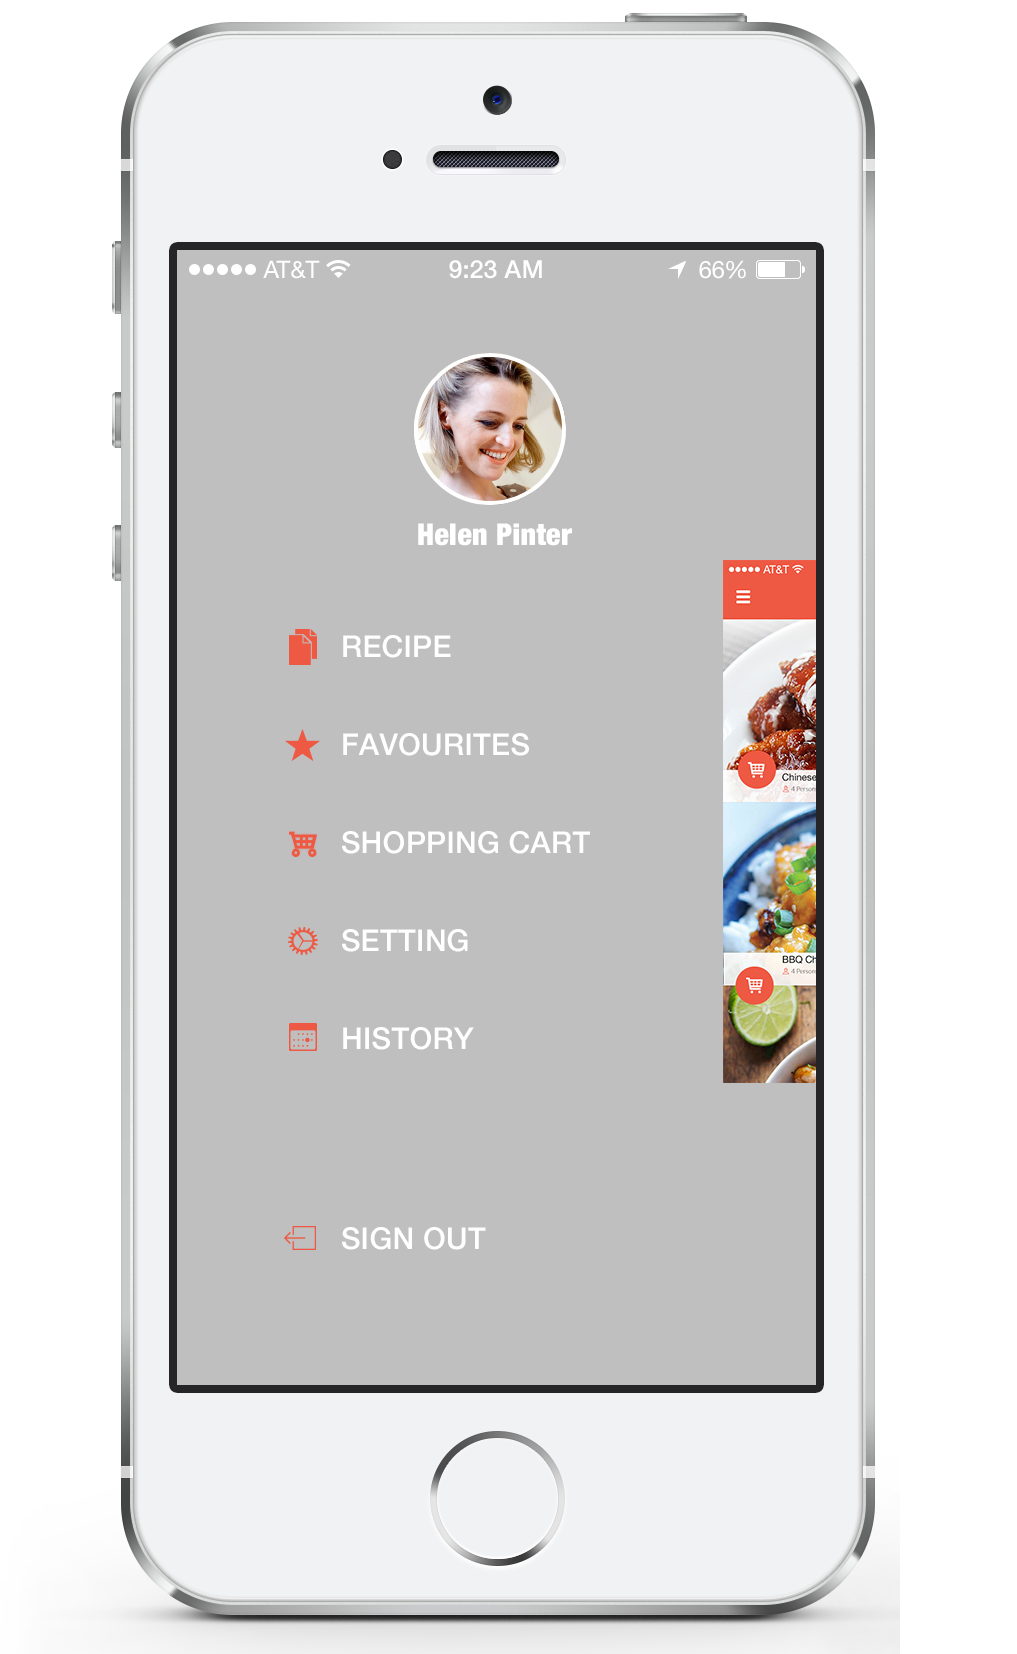 AT&T 9:23 AM 66%
Helen Pinter
AT&T
RECIPE
FAVOURITES
Chinese
4 Person
SHOPPING CART
SETTING
BBQ Ch
4 Person
HISTORY
SIGN OUT